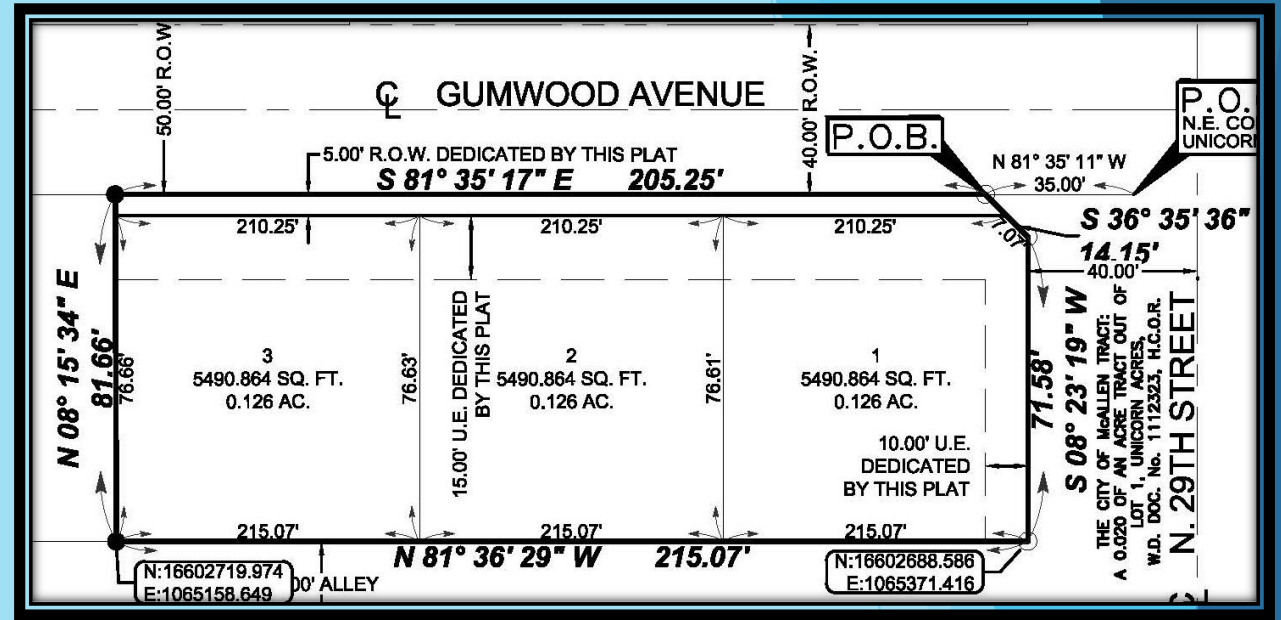 50.00' R.O.W
℄ GUMWOOD AVENUE
40.00' R.O.W.
P.O.B.
P.O.
N.E. CO
UNICOR
N 81° 35' 11" W
35.00'
5.00' R.O.W. DEDICATED BY THIS PLAT
S 81° 35' 17" E 205.25'
S 36° 35' 36"
14.15'
7.07'
40.00'
210.25'
210.25'
210.25'
N 08° 15' 34" E
81.66'
76.66'
3
5490.864 SQ. FT.
0.126 AC.
76.63'
15.00' U.E. DEDICATED
BY THIS PLAT
2
5490.864 SQ. FT.
0.126 AC.
76.61'
1
5490.864 SQ. FT.
0.126 AC.
10.00' U.E.
DEDICATED
BY THIS PLAT
71.58'
S 08° 23' 19" W
THE CITY OF McALLEN TRACT:
A 0.020 OF AN ACRE TRACT OUT OF
LOT 1, UNICORN ACRES,
W.D. DOC. No. 1112323, H.C.O.R.
℄ N. 29TH STREET
215.07'
215.07'
215.07'
N 81° 36' 29" W 215.07'
N:16602719.974
E:1065158.649
00' ALLEY
N:16602688.586
E:1065371.416